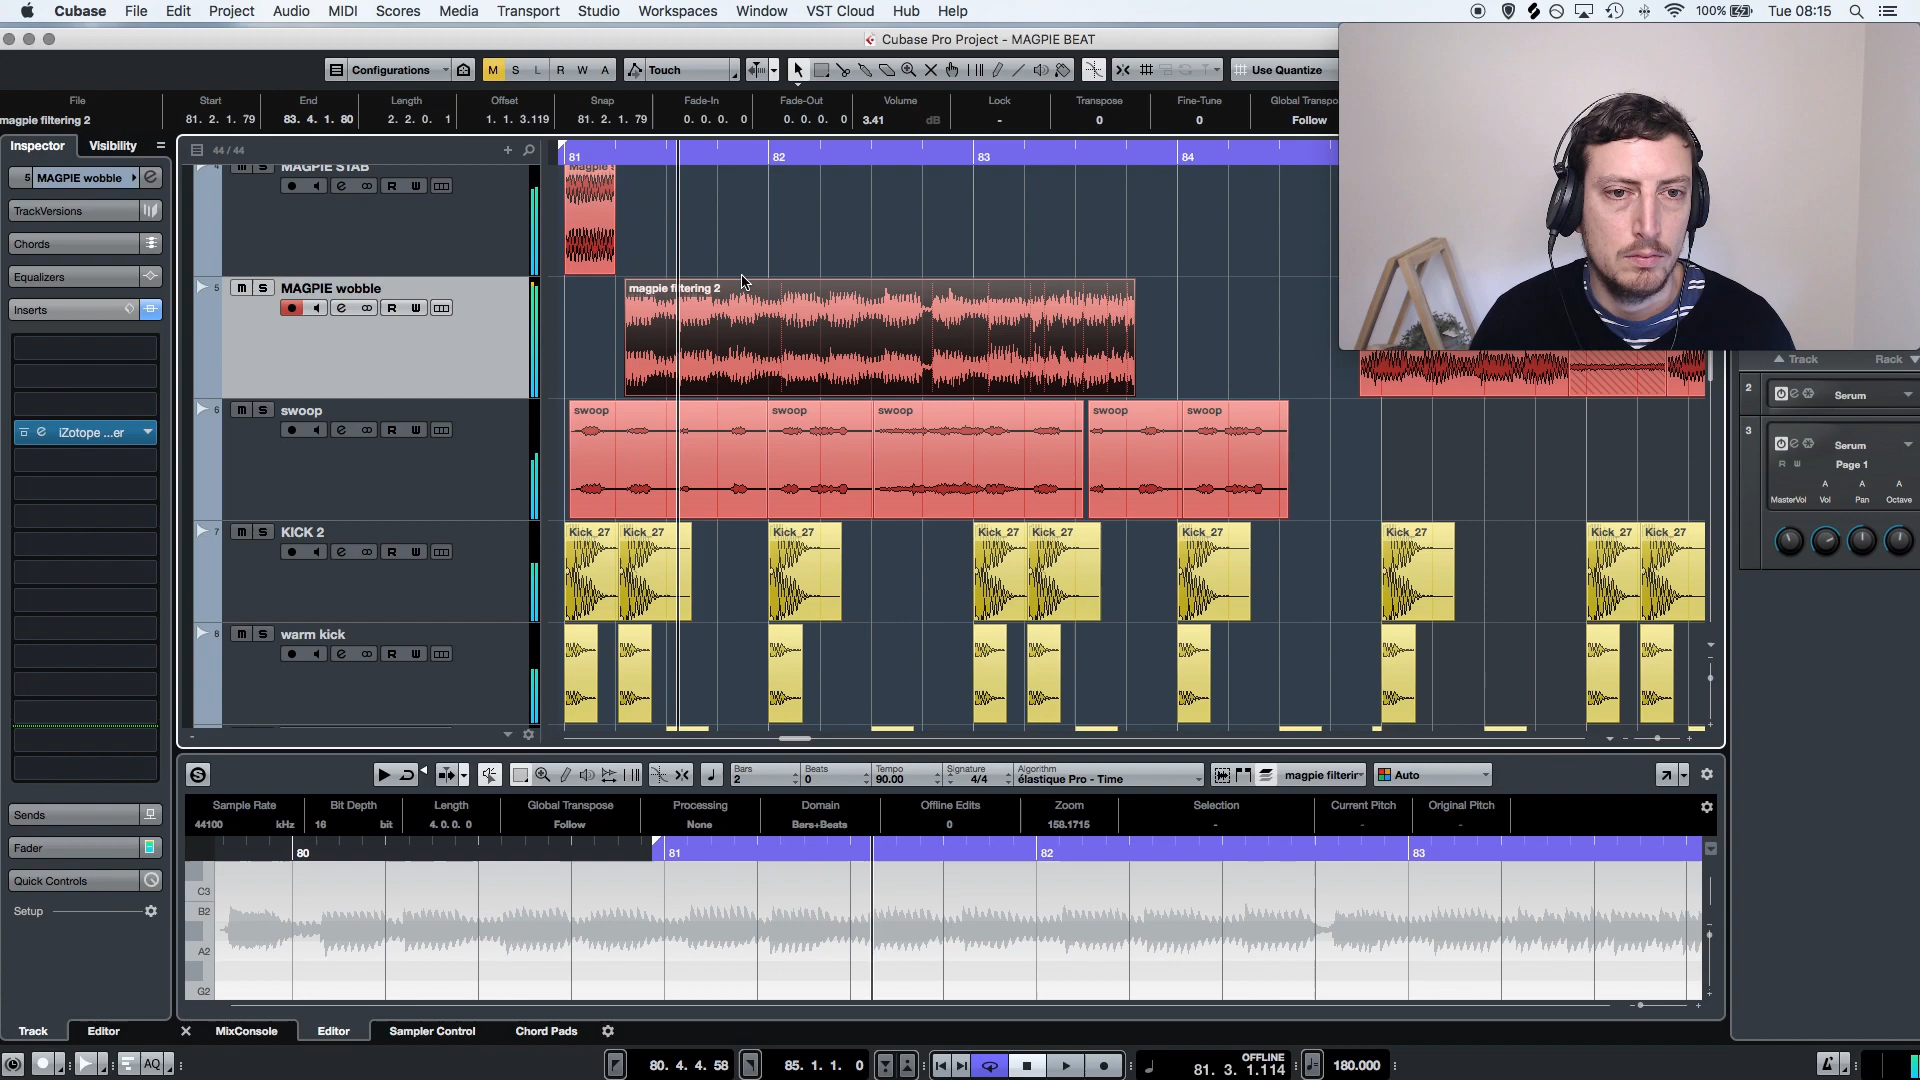 Cubase File Edit Project Audio MIDI Scores Media Transport Studio Workspaces Window VST Cloud Hub Help
100% Tue 08:15
Cubase Pro Project - MAGPIE BEAT
Configurations M S L R W A Touch Use Quantize
File Start End Length Offset Snap Fade-In Fade-Out Volume Lock Transpose Fine-Tune Global Transpo
magpie filtering 2 81. 2. 1. 79 83. 4. 1. 80 2. 2. 0. 1 1. 1. 3.119 81. 2. 1. 79 0. 0. 0. 0 0. 0. 0. 0 3.41 dB - 0 0 Follow
Inspector Visibility
44 / 44
81 82 83 84
5 MAGPIE wobble
TrackVersions
Chords
Equalizers
Inserts
iZotope ...er
Sends
Fader
Quick Controls
Setup
MAGPIE STAB
R W
5 m S MAGPIE wobble
R W
magpie filtering 2
6 m S swoop
R W
swoop swoop swoop swoop swoop
7 m S KICK 2
R W
Kick_27 Kick_27 Kick_27 Kick_27 Kick_27 Kick_27 Kick_27 Kick_27 Kick_27
8 m S warm kick
R W
Track Rack
2 Serum
3 Serum
R W Page 1
A A A
MasterVol Vol Pan Octave
Bars 2 Beats 0 Tempo 90.00 Signature 4/4 Algorithm élastique Pro - Time magpie filterir Auto
Sample Rate Bit Depth Length Global Transpose Processing Domain Offline Edits Zoom Selection Current Pitch Original Pitch
44100 kHz 16 bit 4. 0. 0. 0 Follow None Bars+Beats 0 158.1715 - - -
80 81 82 83
C3
B2
A2
G2
Track Editor MixConsole Editor Sampler Control Chord Pads
AQ 80. 4. 4. 58 85. 1. 1. 0 OFFLINE 81. 3. 1.114 180.000